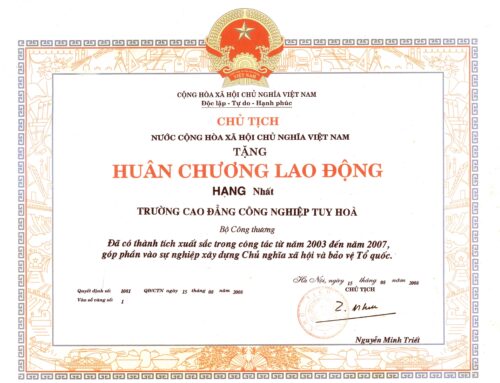 CỘNG HÒA XÃ HỘI CHỦ NGHĨA VIỆT NAM
Độc lập - Tự do - Hạnh phúc
CHỦ TỊCH
NƯỚC CỘNG HÒA XÃ HỘI CHỦ NGHĨA VIỆT NAM
TẶNG
HUÂN CHƯƠNG LAO ĐỘNG
HẠNG Nhất
TRƯỜNG CAO ĐẲNG CÔNG NGHIỆP TUY HOÀ
Bộ Công thương
Đã có thành tích xuất sắc trong công tác từ năm 2003 đến năm 2007,
góp phần vào sự nghiệp xây dựng Chủ nghĩa xã hội và bảo vệ Tổ quốc.
Hà Nội, ngày 15 tháng 08 năm 2008
Quyết định số: 1082 QĐ/CTN ngày 15 tháng 08 năm 2008
CHỦ TỊCH
Vào sổ vàng số: 1
Nguyễn Minh Triết